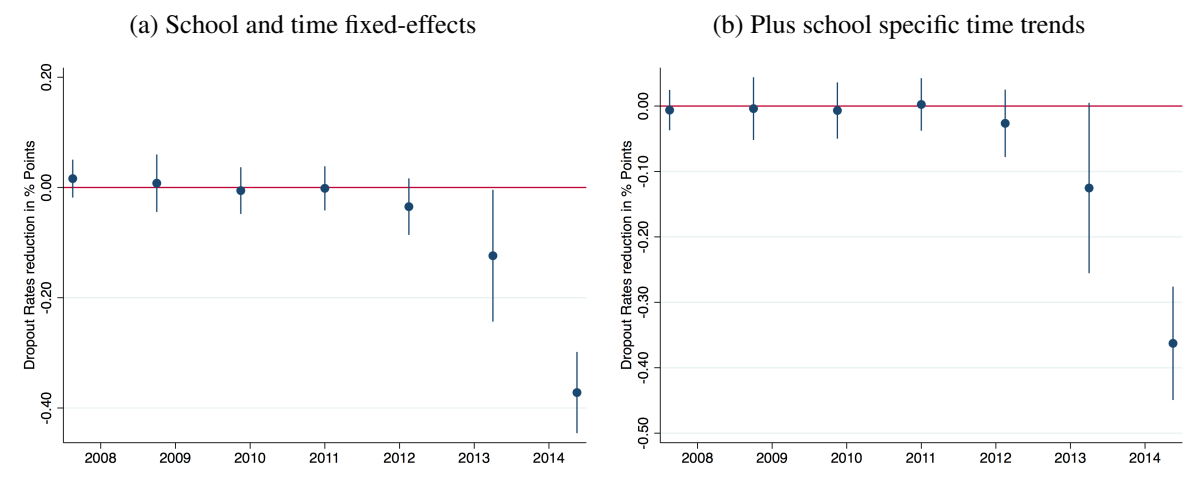 (a) School and time fixed-effects
Dropout Rates reduction in % Points
0.20
0.00
-0.20
-0.40
2008 2009 2010 2011 2012 2013 2014
(b) Plus school specific time trends
Dropout Rates reduction in % Points
0.00
-0.10
-0.20
-0.30
-0.40
-0.50
2008 2009 2010 2011 2012 2013 2014